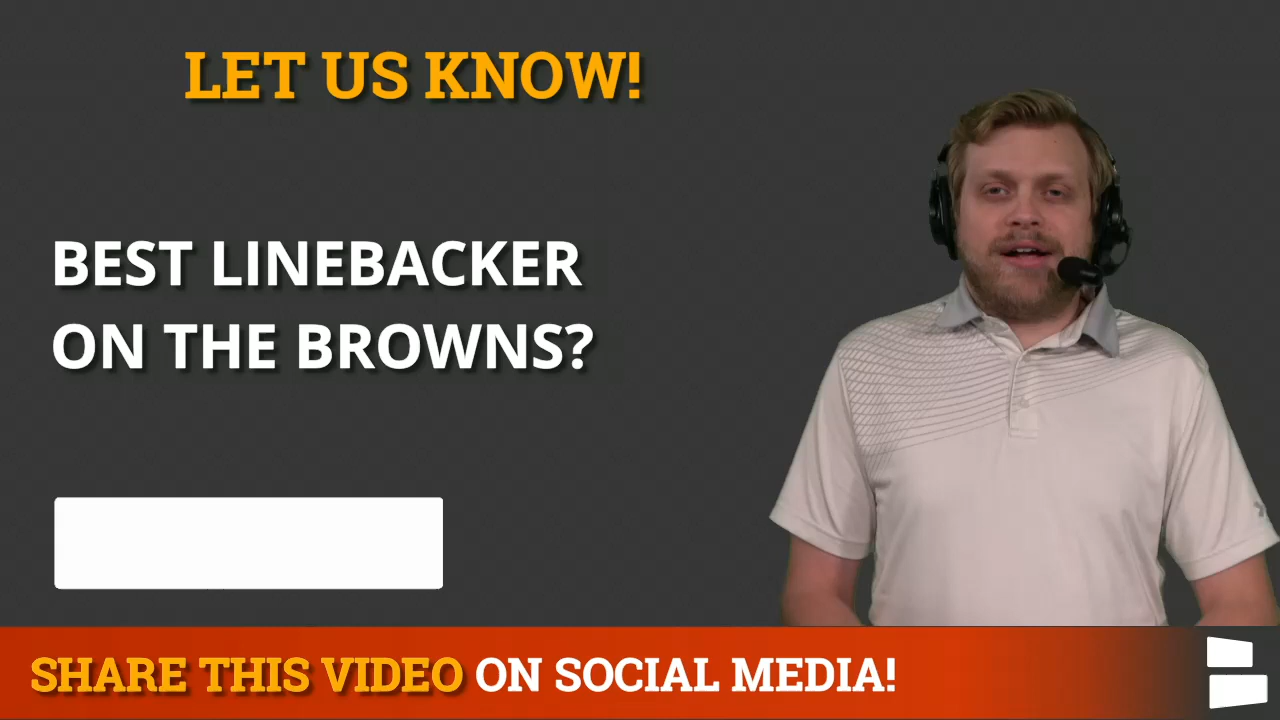 LET US KNOW!
BEST LINEBACKER
ON THE BROWNS?
SHARE THIS VIDEO ON SOCIAL MEDIA!